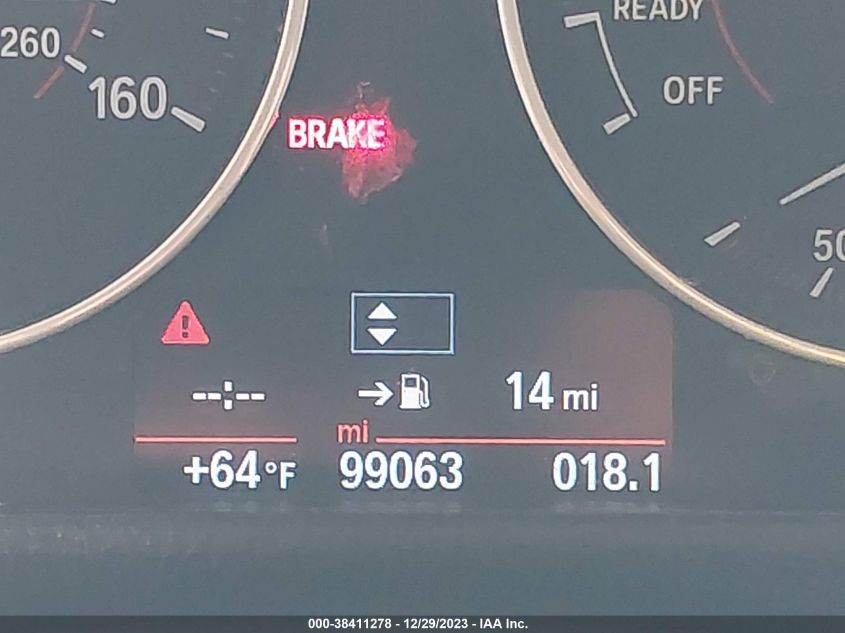 260
160
BRAKE
READY
OFF
50
--:-- 14 mi
mi
+64°F 99063 018.1
000-38411278 - 12/29/2023 - IAA Inc.